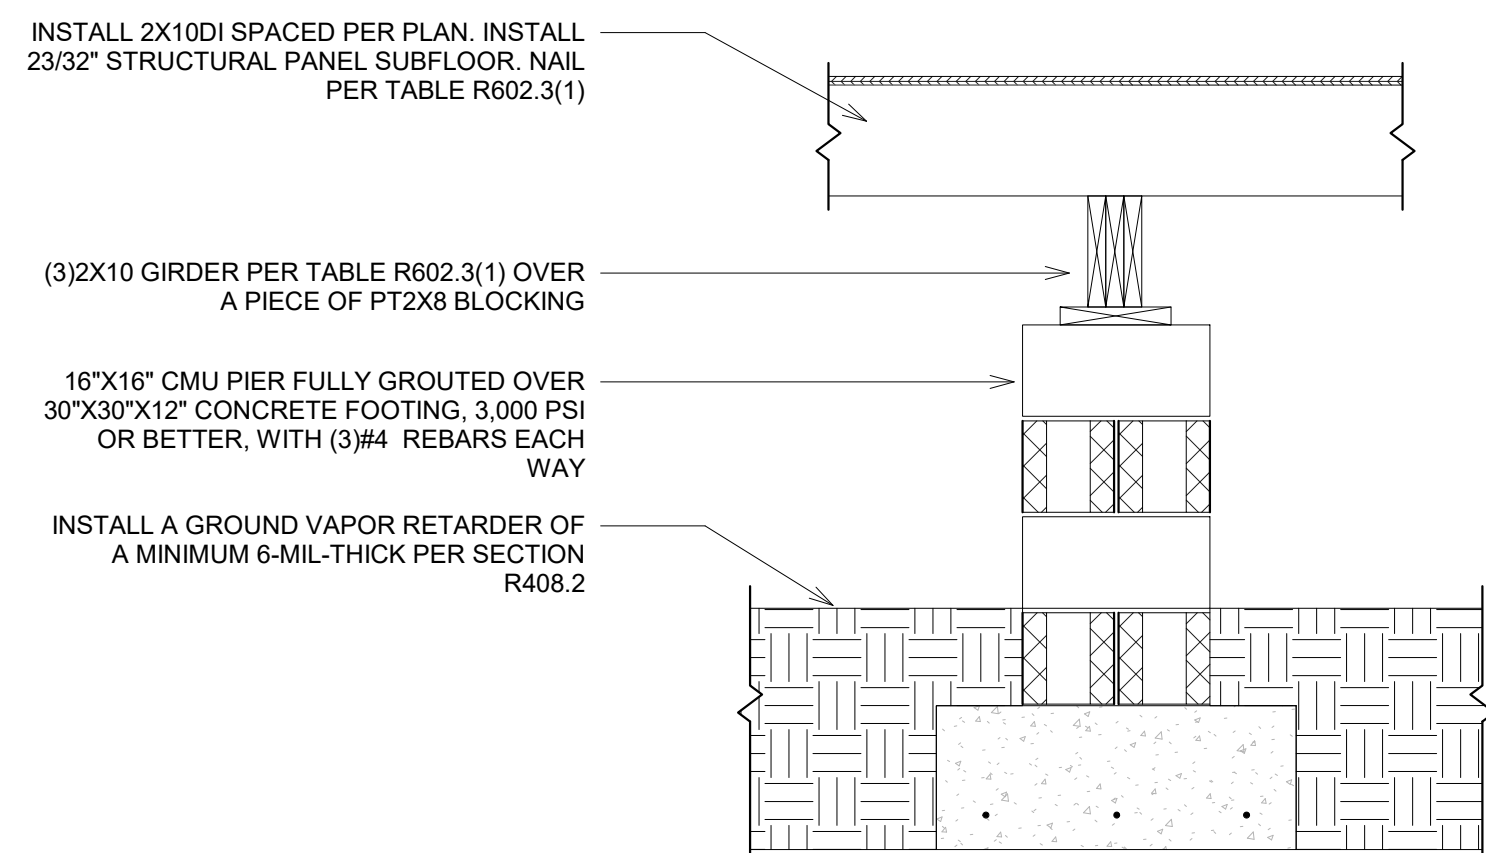 INSTALL 2X10DI SPACED PER PLAN. INSTALL
23/32" STRUCTURAL PANEL SUBFLOOR. NAIL
PER TABLE R602.3(1)
(3)2X10 GIRDER PER TABLE R602.3(1) OVER
A PIECE OF PT2X8 BLOCKING
16"X16" CMU PIER FULLY GROUTED OVER
30"X30"X12" CONCRETE FOOTING, 3,000 PSI
OR BETTER, WITH (3)#4 REBARS EACH
WAY
INSTALL A GROUND VAPOR RETARDER OF
A MINIMUM 6-MIL-THICK PER SECTION
R408.2